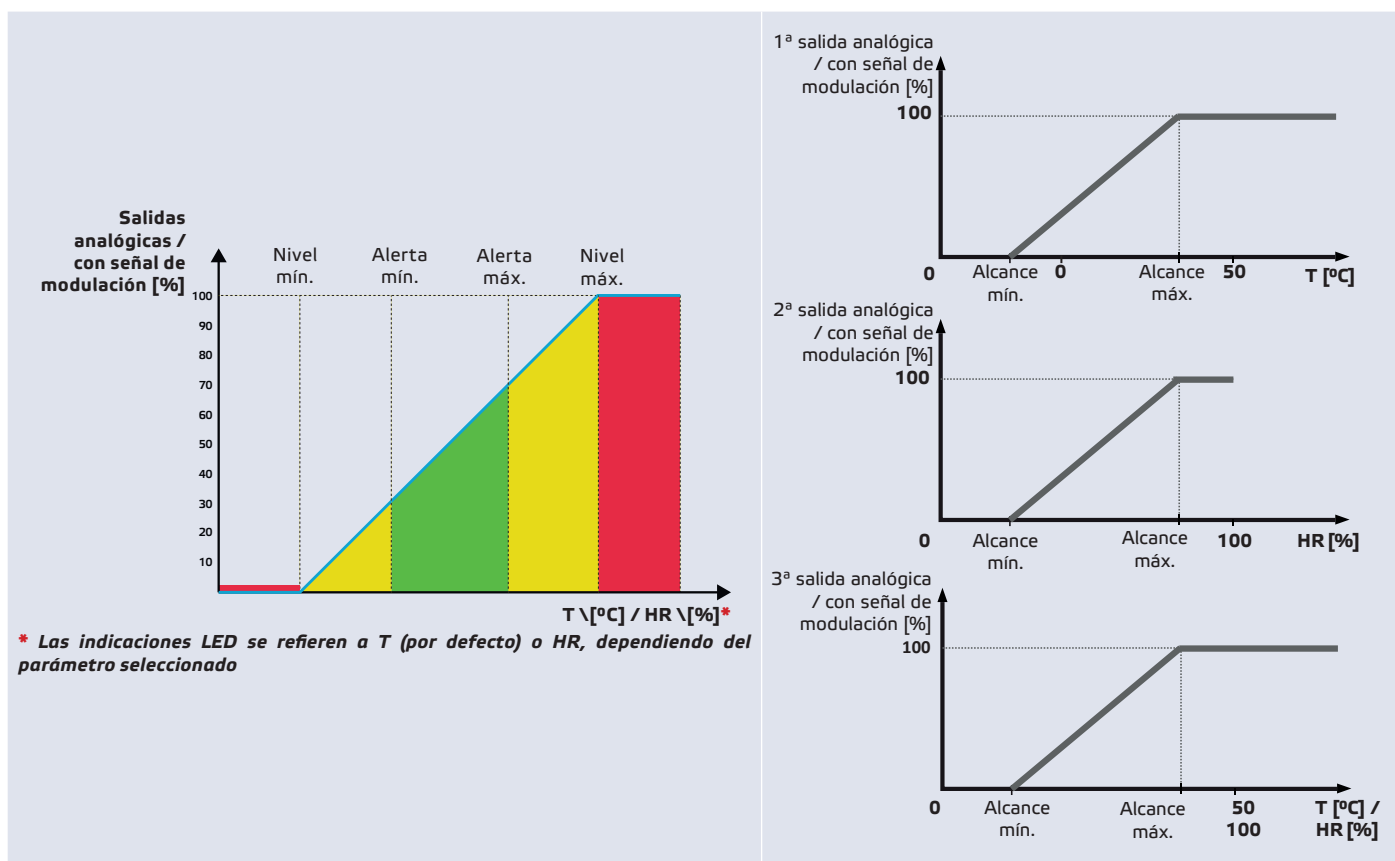 Salidas
analógicas /
con señal de
modulación [%]
Nivel
mín.
Alerta
mín.
Alerta
máx.
Nivel
máx.
100
90
80
70
60
50
40
30
20
10
T \[ºC] / HR \[%]*
* Las indicaciones LED se refieren a T (por defecto) o HR, dependiendo del
parámetro seleccionado
1ª salida analógica
/ con señal de
modulación [%]
100
0
Alcance
mín.
0
Alcance
máx.
50
T [ºC]
2ª salida analógica
/ con señal de
modulación [%]
100
0
Alcance
mín.
Alcance
máx.
100
HR [%]
3ª salida analógica
/ con señal de
modulación [%]
100
0
Alcance
mín.
Alcance
máx.
50
100
T [ºC] /
HR [%]